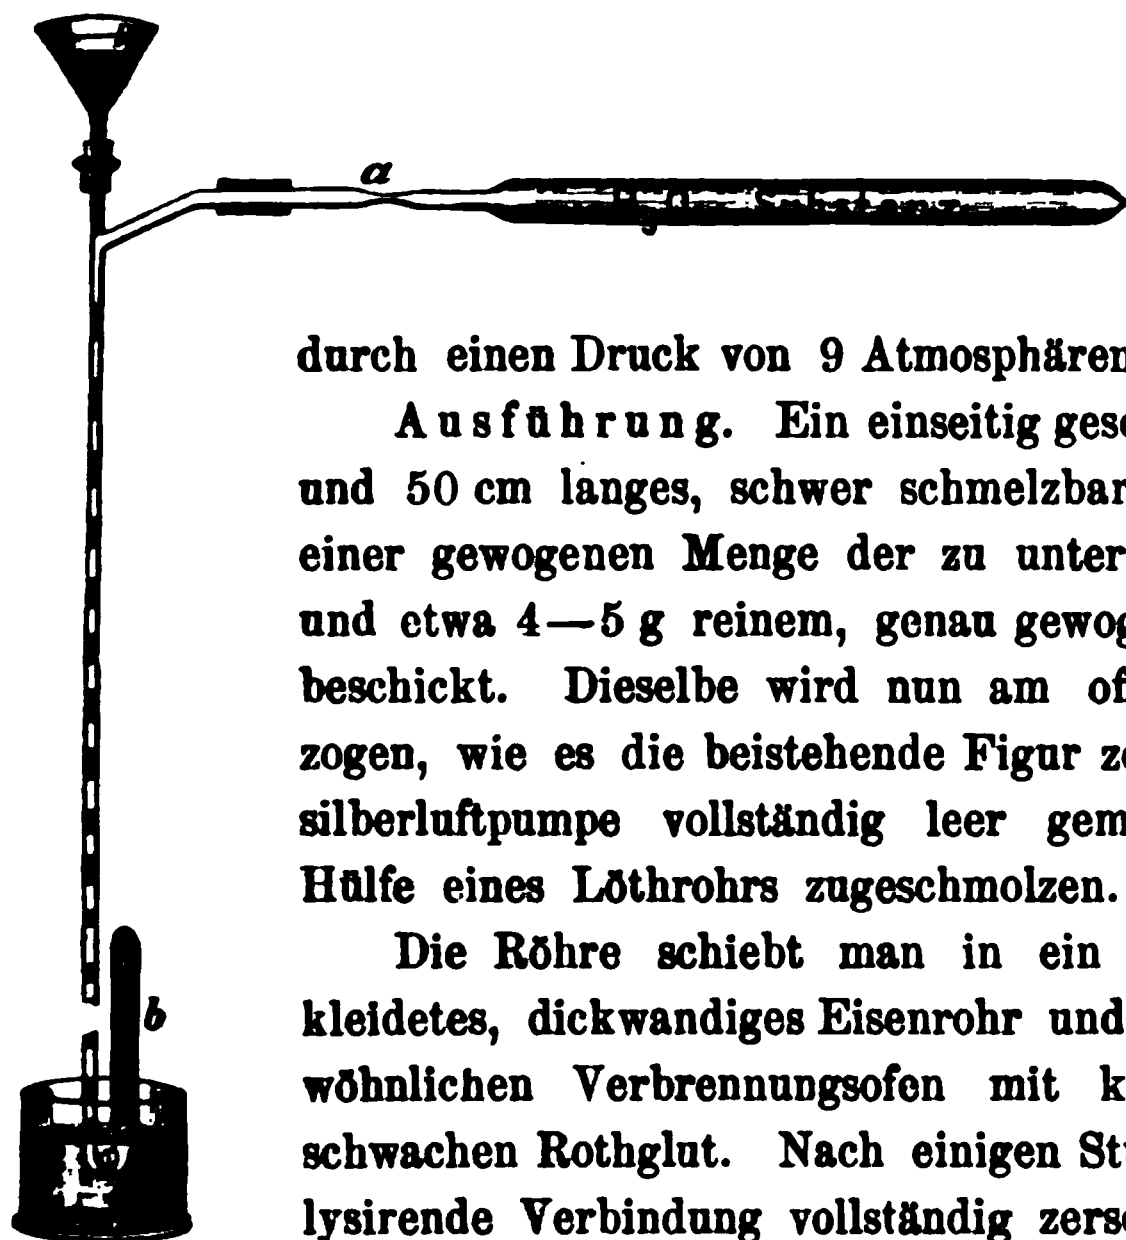 a
durch einen Druck von 9 Atmosphären
Ausführung. Ein einseitig gesc
und 50 cm langes, schwer schmelzbar
einer gewogenen Menge der zu unter
und etwa 4—5 g reinem, genau gewog
beschickt. Dieselbe wird nun am of
zogen, wie es die beistehende Figur ze
silberluftpumpe vollständig leer gem
Hülfe eines Löthrohrs zugeschmolzen.
Die Röhre schiebt man in ein
b
kleidetes, dickwandiges Eisenrohr und
wöhnlichen Verbrennungsofen mit k
schwachen Rothglut. Nach einigen Stu
lysirende Verbindung vollständig zerse